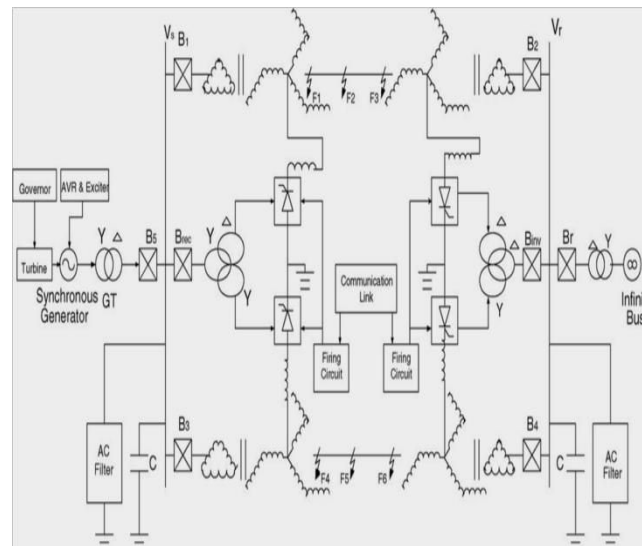 Vs
B1
B2
Vr
F1
F2
F3
Governor
AVR & Exciter
Y
Δ
B5
Brec
Y
Δ
Y
Turbine
Synchronous
Generator
GT
Communication
Link
Firing
Circuit
Firing
Circuit
Δ
Y
Binv
Br
Δ
Y
∞
Infini
Bus
B3
B4
F4
F5
F6
AC
Filter
C
C
AC
Filter